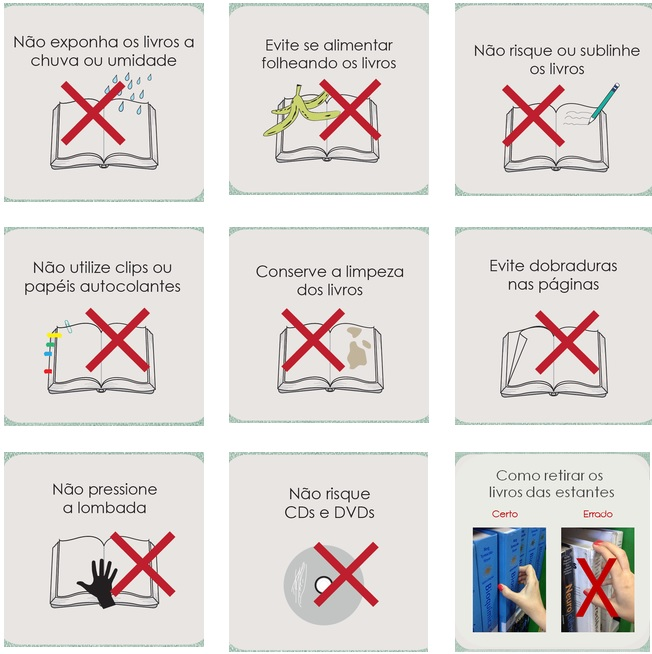 Não exponha os livros a
chuva ou umidade
Evite se alimentar
folheando os livros
Não risque ou sublinhe
os livros
Não utilize clips ou
papéis autocolantes
Conserve a limpeza
dos livros
Evite dobraduras
nas páginas
Não pressione
a lombada
Não risque
CDs e DVDs
Como retirar os
livros das estantes
Certo
Errado